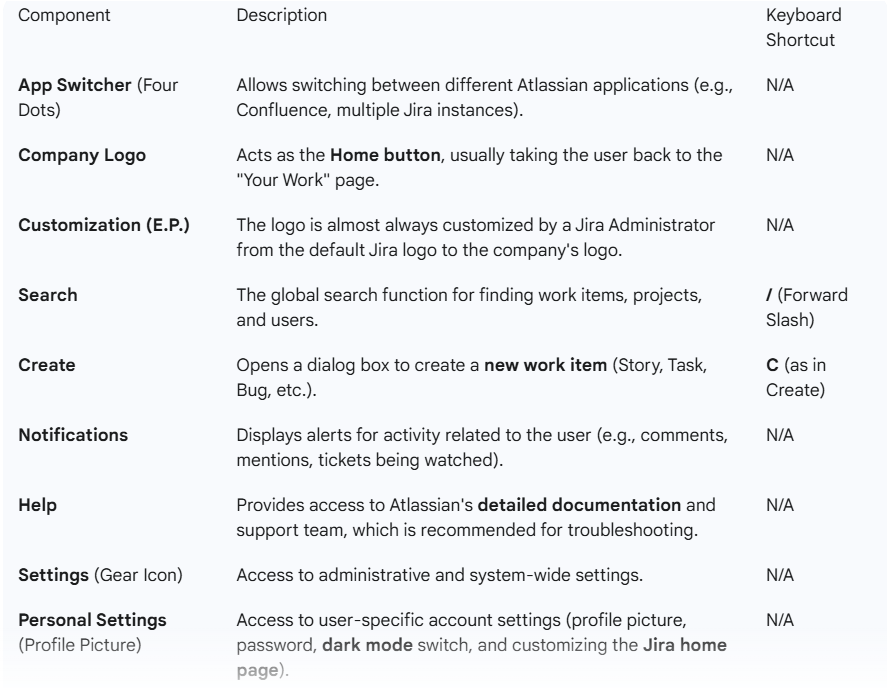 Component Description Keyboard
Shortcut
App Switcher (Four Allows switching between different Atlassian applications (e.g., N/A
Dots) Confluence, multiple Jira instances).
Company Logo Acts as the Home button, usually taking the user back to the N/A
"Your Work" page.
Customization (E.P.) The logo is almost always customized by a Jira Administrator N/A
from the default Jira logo to the company's logo.
Search The global search function for finding work items, projects, / (Forward
and users. Slash)
Create Opens a dialog box to create a new work item (Story, Task, C (as in
Bug, etc.). Create)
Notifications Displays alerts for activity related to the user (e.g., comments, N/A
mentions, tickets being watched).
Help Provides access to Atlassian's detailed documentation and N/A
support team, which is recommended for troubleshooting.
Settings (Gear Icon) Access to administrative and system-wide settings. N/A
Personal Settings Access to user-specific account settings (profile picture, N/A
(Profile Picture) password, dark mode switch, and customizing the Jira home
page).